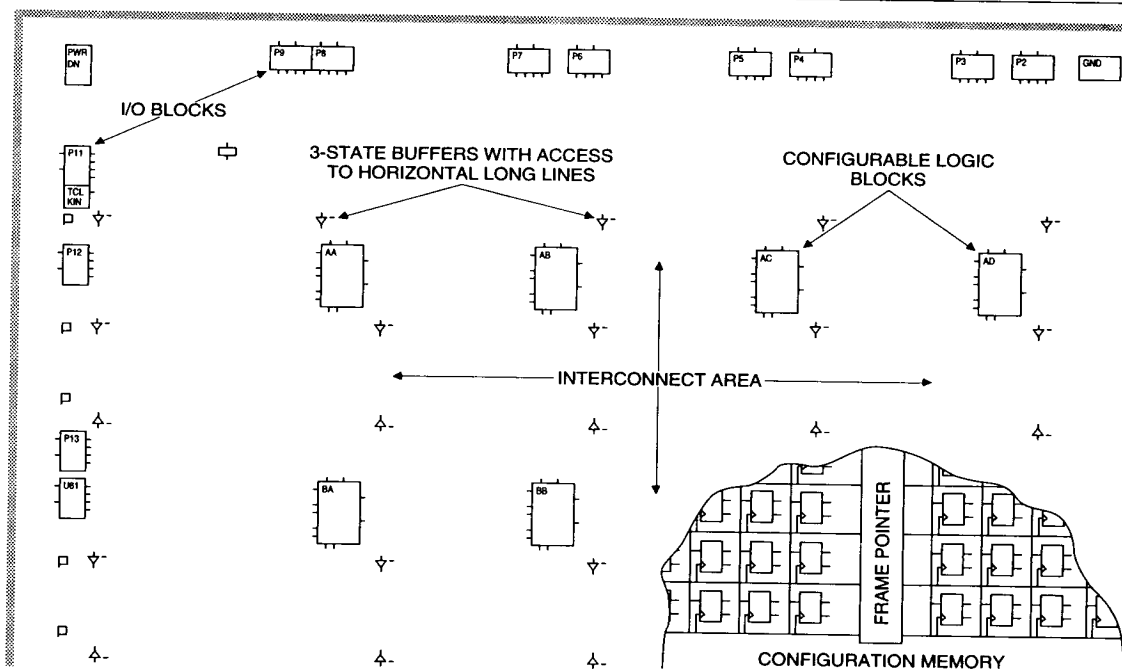 PWR
DN
P9
P8
P7
P6
P5
P4
P3
P2
GND
I/O BLOCKS
P11
TCL
KIN
3-STATE BUFFERS WITH ACCESS
TO HORIZONTAL LONG LINES
CONFIGURABLE LOGIC
BLOCKS
P12
AA
AB
AC
AD
INTERCONNECT AREA
P13
U61
BA
BB
FRAME POINTER
CONFIGURATION MEMORY